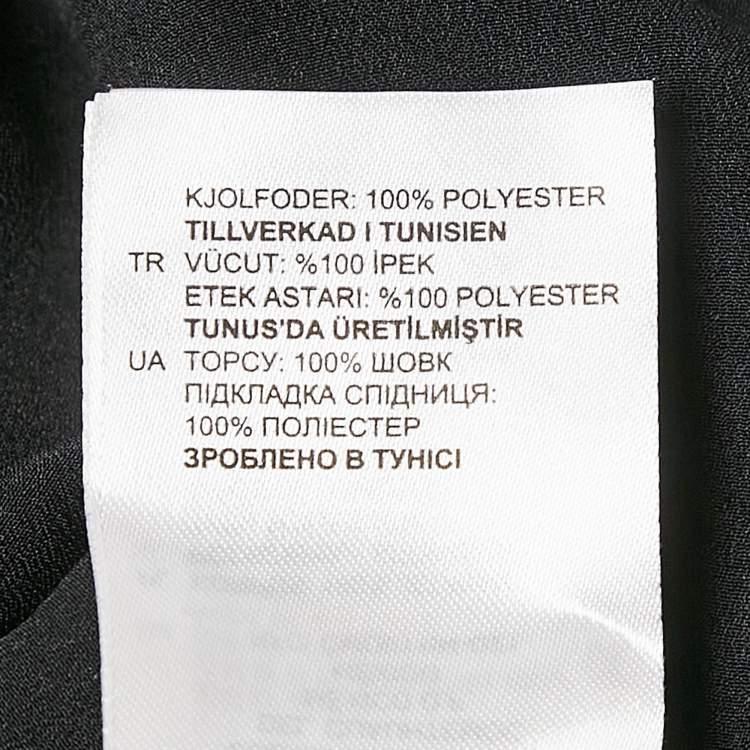 KJOLFODER: 100% POLYESTER
TILLVERKAD I TUNISIEN
TR VÜCUT: %100 İPEK
ETEK ASTARI: %100 POLYESTER
TUNUS'DA ÜRETİLMİŞTİR
UA ТОРСУ: 100% ШОВК
ПІДКЛАДКА СПІДНИЦЯ:
100% ПОЛІЕСТЕР
ЗРОБЛЕНО В ТУНІСІ